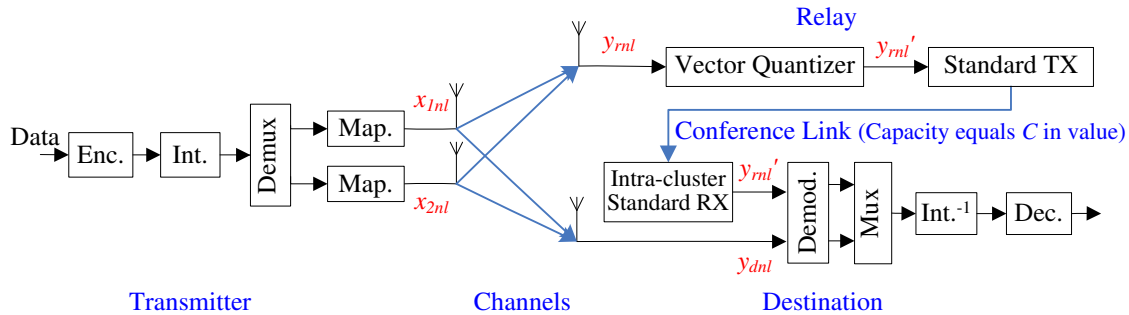 Relay
y_rnl
Vector Quantizer
y_rnl′
Standard TX
Data
Enc.
Int.
Demux
Map.
x_1nl
Map.
x_2nl
Conference Link (Capacity equals C in value)
Intra-cluster
Standard RX
y_rnl′
y_dnl
Demod.
Mux
Int.⁻¹
Dec.
Transmitter
Channels
Destination